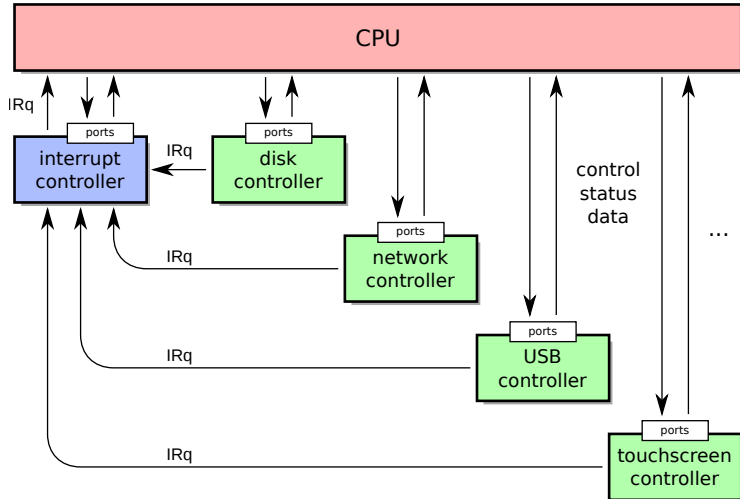 CPU
IRq
ports
interrupt
controller
IRq
ports
disk
controller
control
status
data
...
ports
network
controller
IRq
ports
USB
controller
IRq
ports
touchscreen
controller
IRq